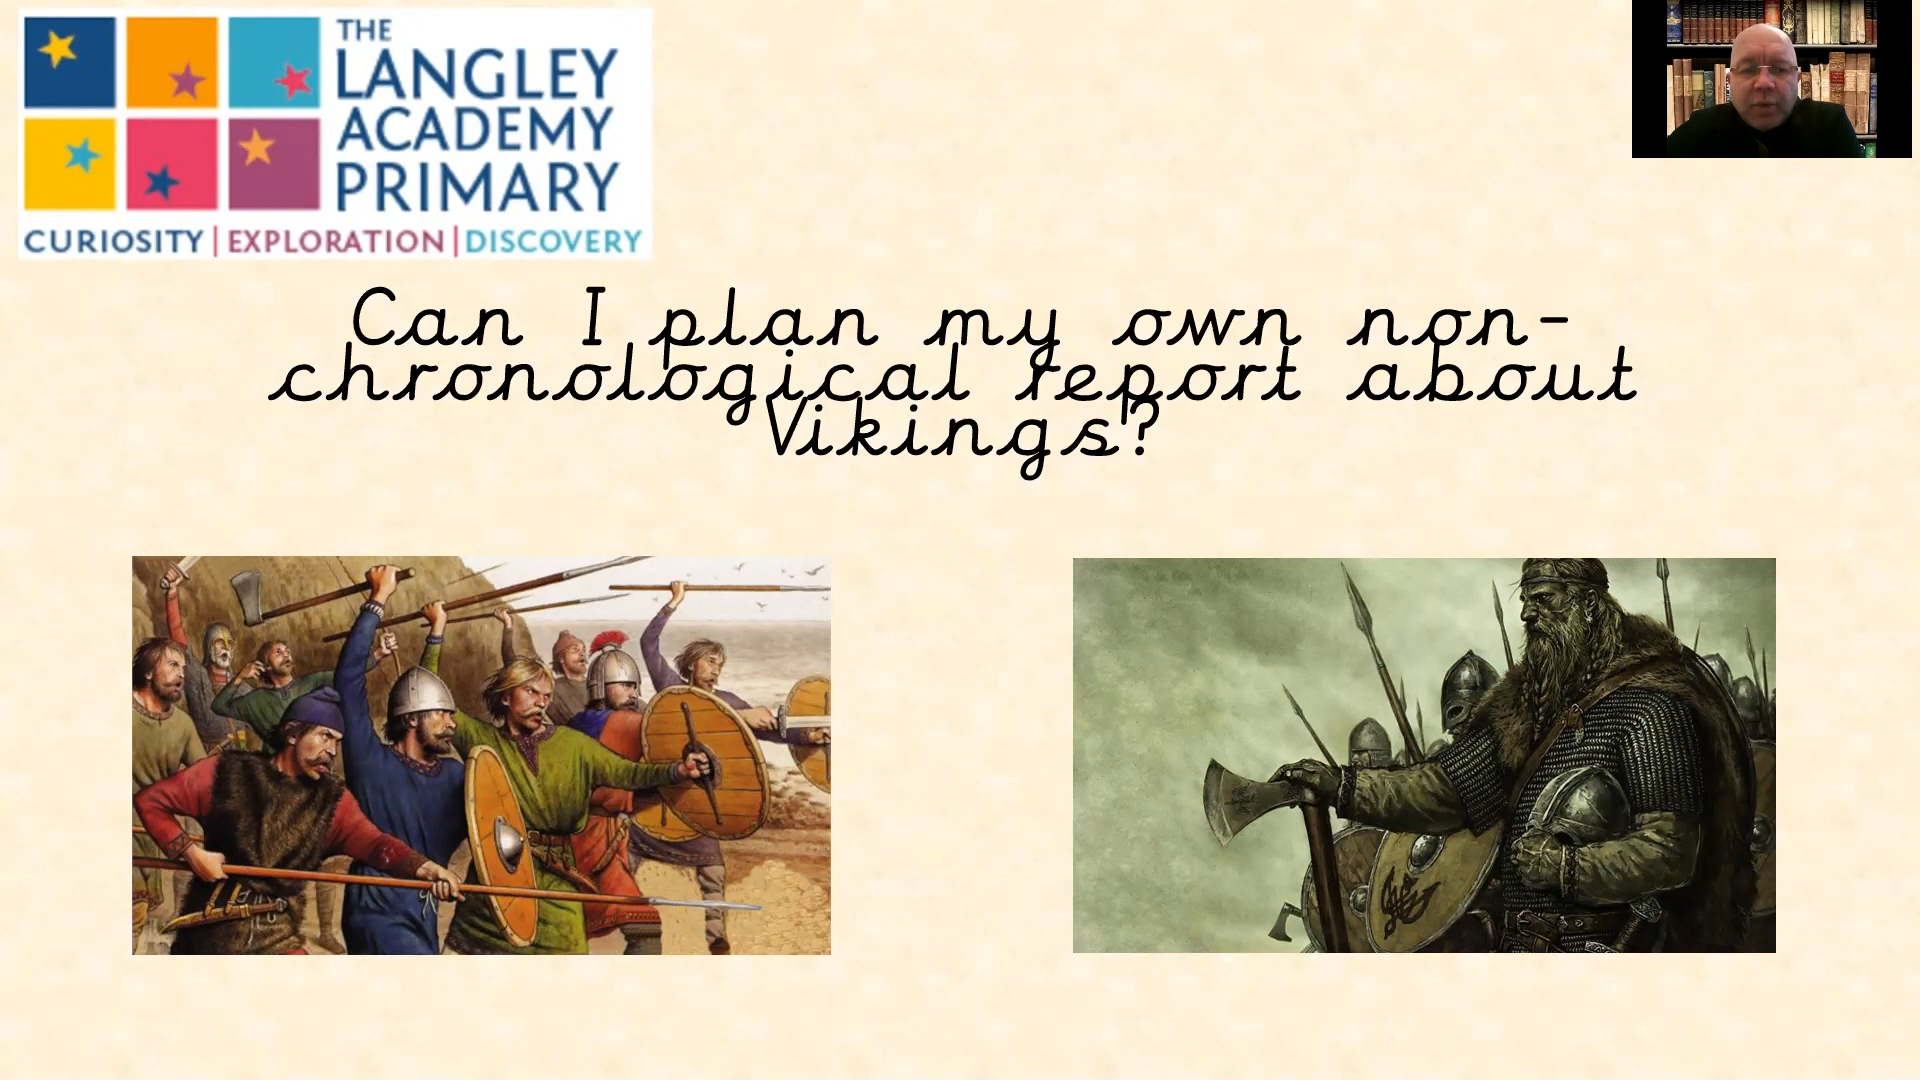 THE
LANGLEY
ACADEMY
PRIMARY
CURIOSITY | EXPLORATION | DISCOVERY
Can I plan my own non-
chronological report about
Vikings?